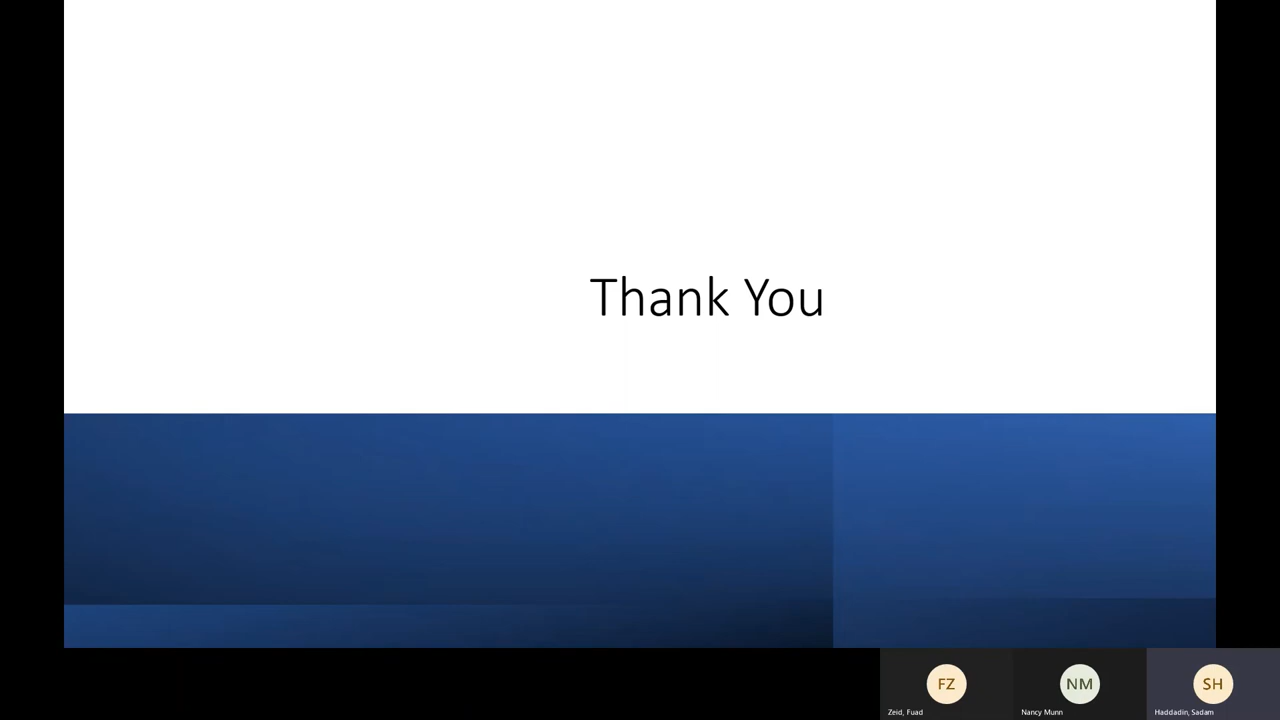 Thank You
FZ
NM
SH
Zeid, Fuad
Nancy Munn
Haddadin, Sadam